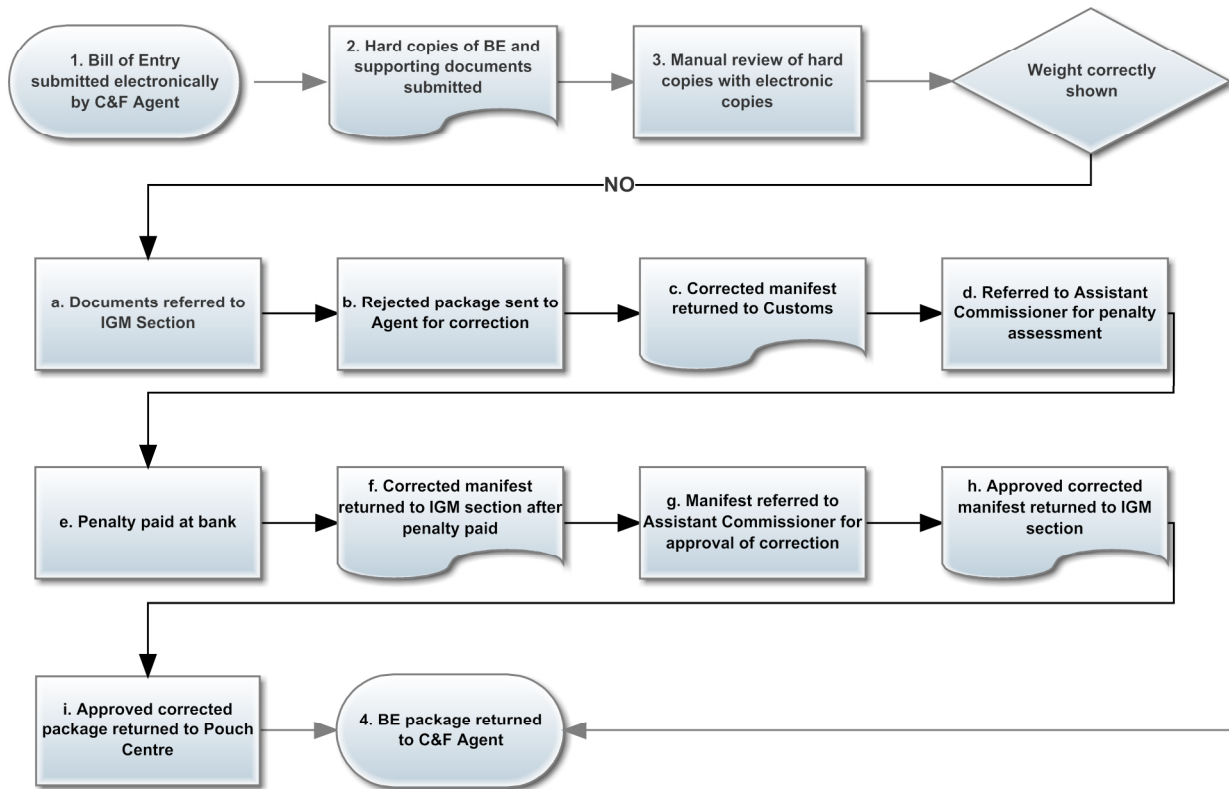 1. Bill of Entry
submitted electronically
by C&F Agent
2. Hard copies of BE and
supporting documents
submitted
3. Manual review of hard
copies with electronic
copies
Weight correctly
shown
NO
a. Documents referred to
IGM Section
b. Rejected package sent to
Agent for correction
c. Corrected manifest
returned to Customs
d. Referred to Assistant
Commissioner for penalty
assessment
e. Penalty paid at bank
f. Corrected manifest
returned to IGM section after
penalty paid
g. Manifest referred to
Assistant Commissioner for
approval of correction
h. Approved corrected
manifest returned to IGM
section
i. Approved corrected
package returned to Pouch
Centre
4. BE package returned
to C&F Agent